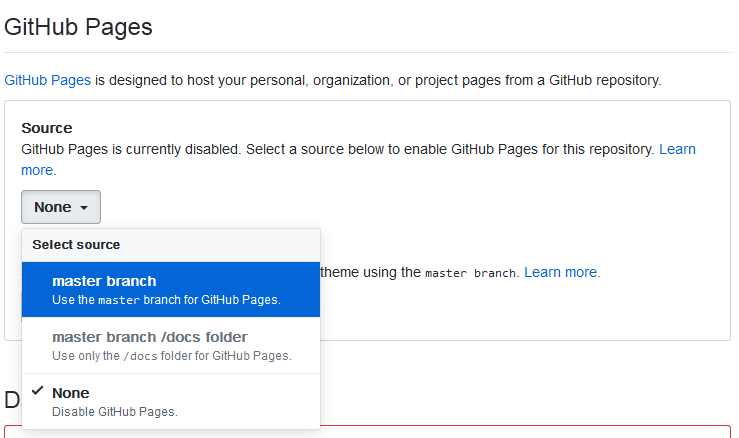 GitHub Pages
GitHub Pages is designed to host your personal, organization, or project pages from a GitHub repository.
Source
GitHub Pages is currently disabled. Select a source below to enable GitHub Pages for this repository. Learn
more.
None
Select source
master branch
Use the master branch for GitHub Pages.
theme using the master branch. Learn more.
master branch /docs folder
Use only the /docs folder for GitHub Pages.
None
Disable GitHub Pages.
D